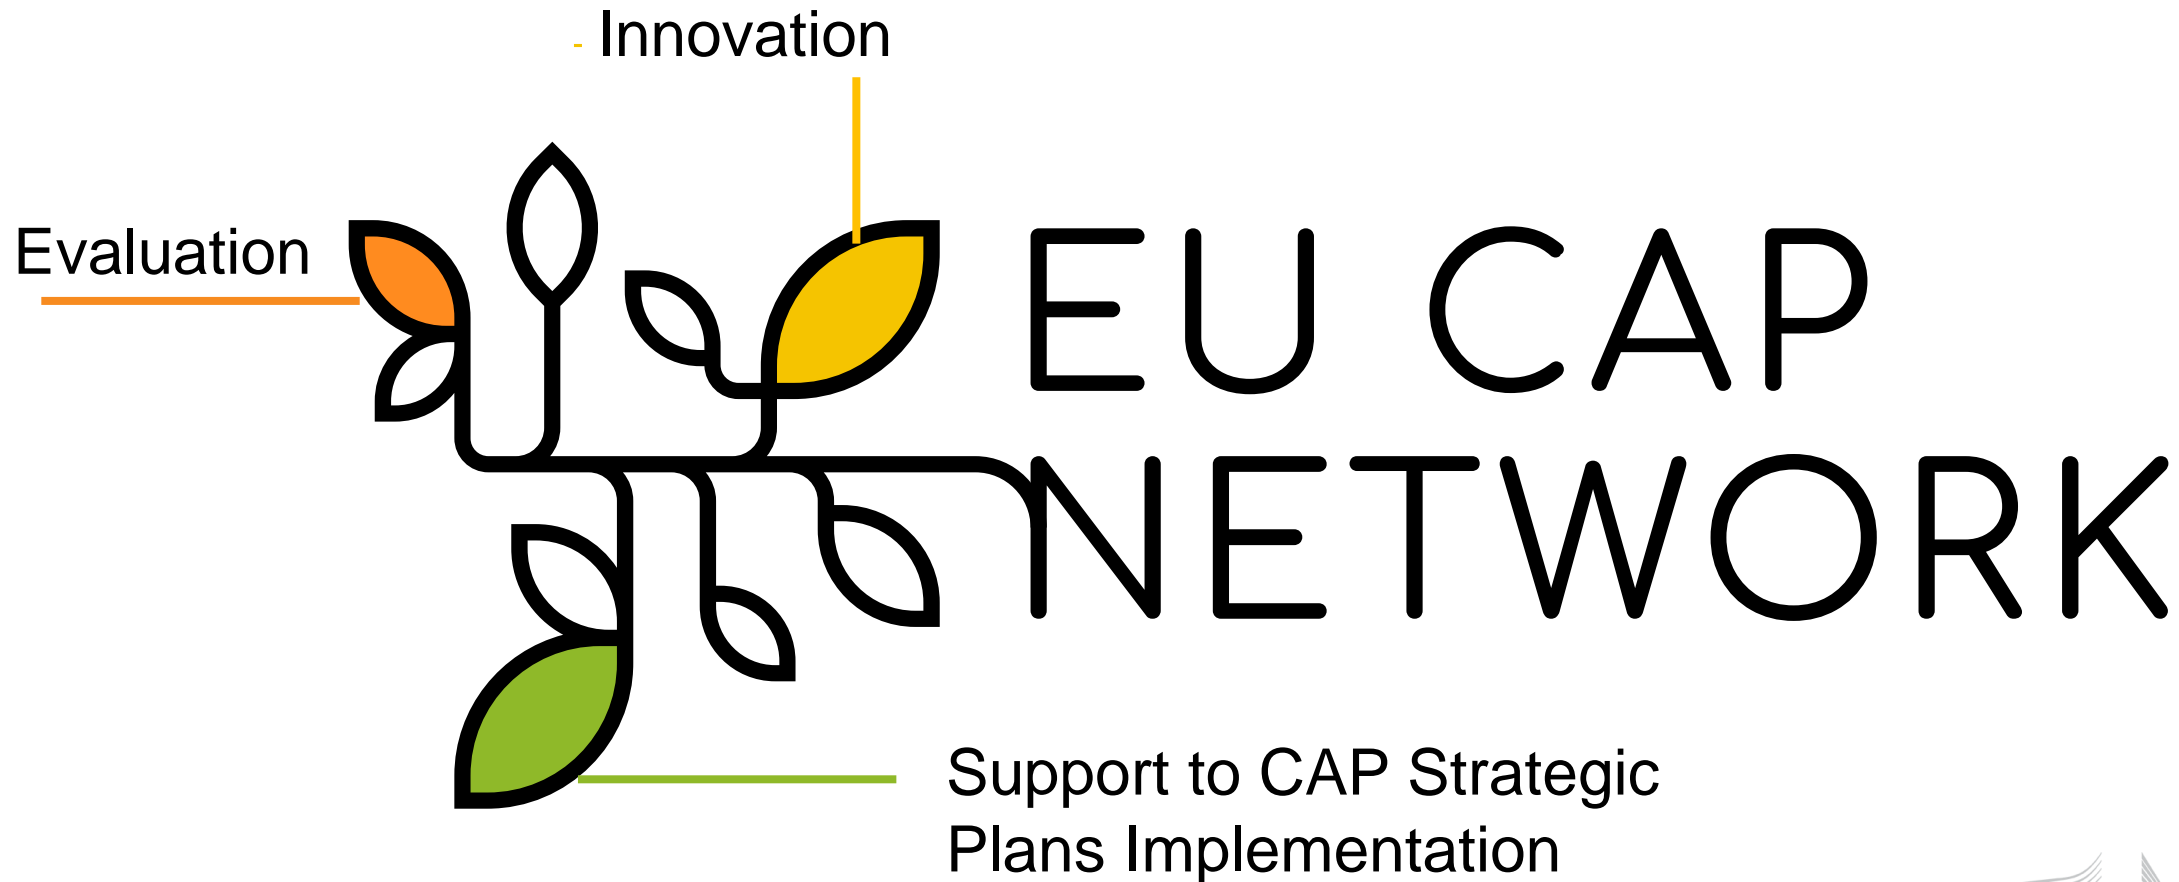 Innovation
Evaluation
EU CAP
NETWORK
Support to CAP Strategic
Plans Implementation